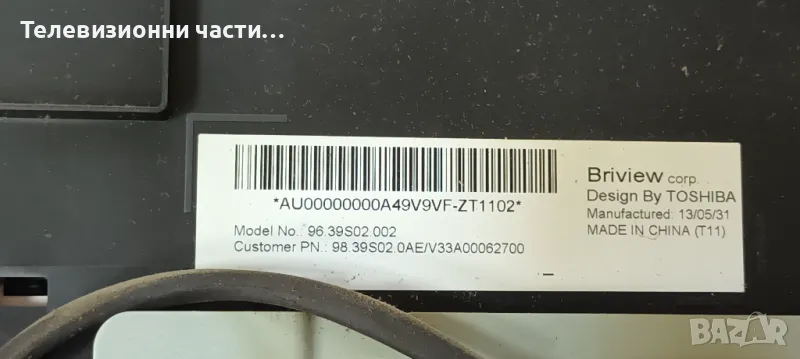 Телевизионни части…
*AU00000000A49V9VF-ZT1102*
Model No.: 96.39S02.002
Customer PN.: 98.39S02.0AE/V33A00062700
Briview corp.
Design By TOSHIBA
Manufactured: 13/05/31
MADE IN CHINA (T11)
BAZAR